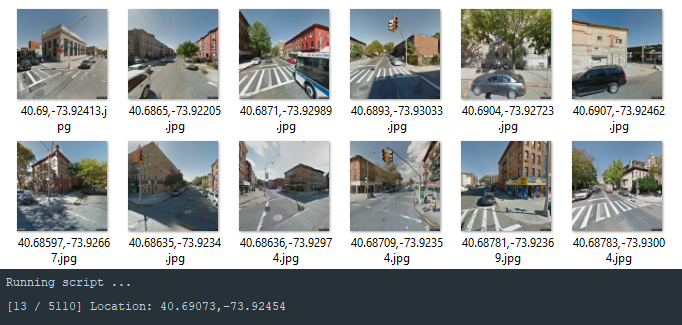 40.69,-73.92413.j
pg
40.6865,-73.92205
.jpg
40.6871,-73.92989
.jpg
40.6893,-73.93033
.jpg
40.6904,-73.92723
.jpg
40.6907,-73.92462
.jpg
40.68597,-73.9266
7.jpg
40.68635,-73.9234
.jpg
40.68636,-73.9297
4.jpg
40.68709,-73.9235
4.jpg
40.68781,-73.9236
9.jpg
40.68783,-73.9300
4.jpg
Running script ...
[13 / 5110] Location: 40.69073,-73.92454